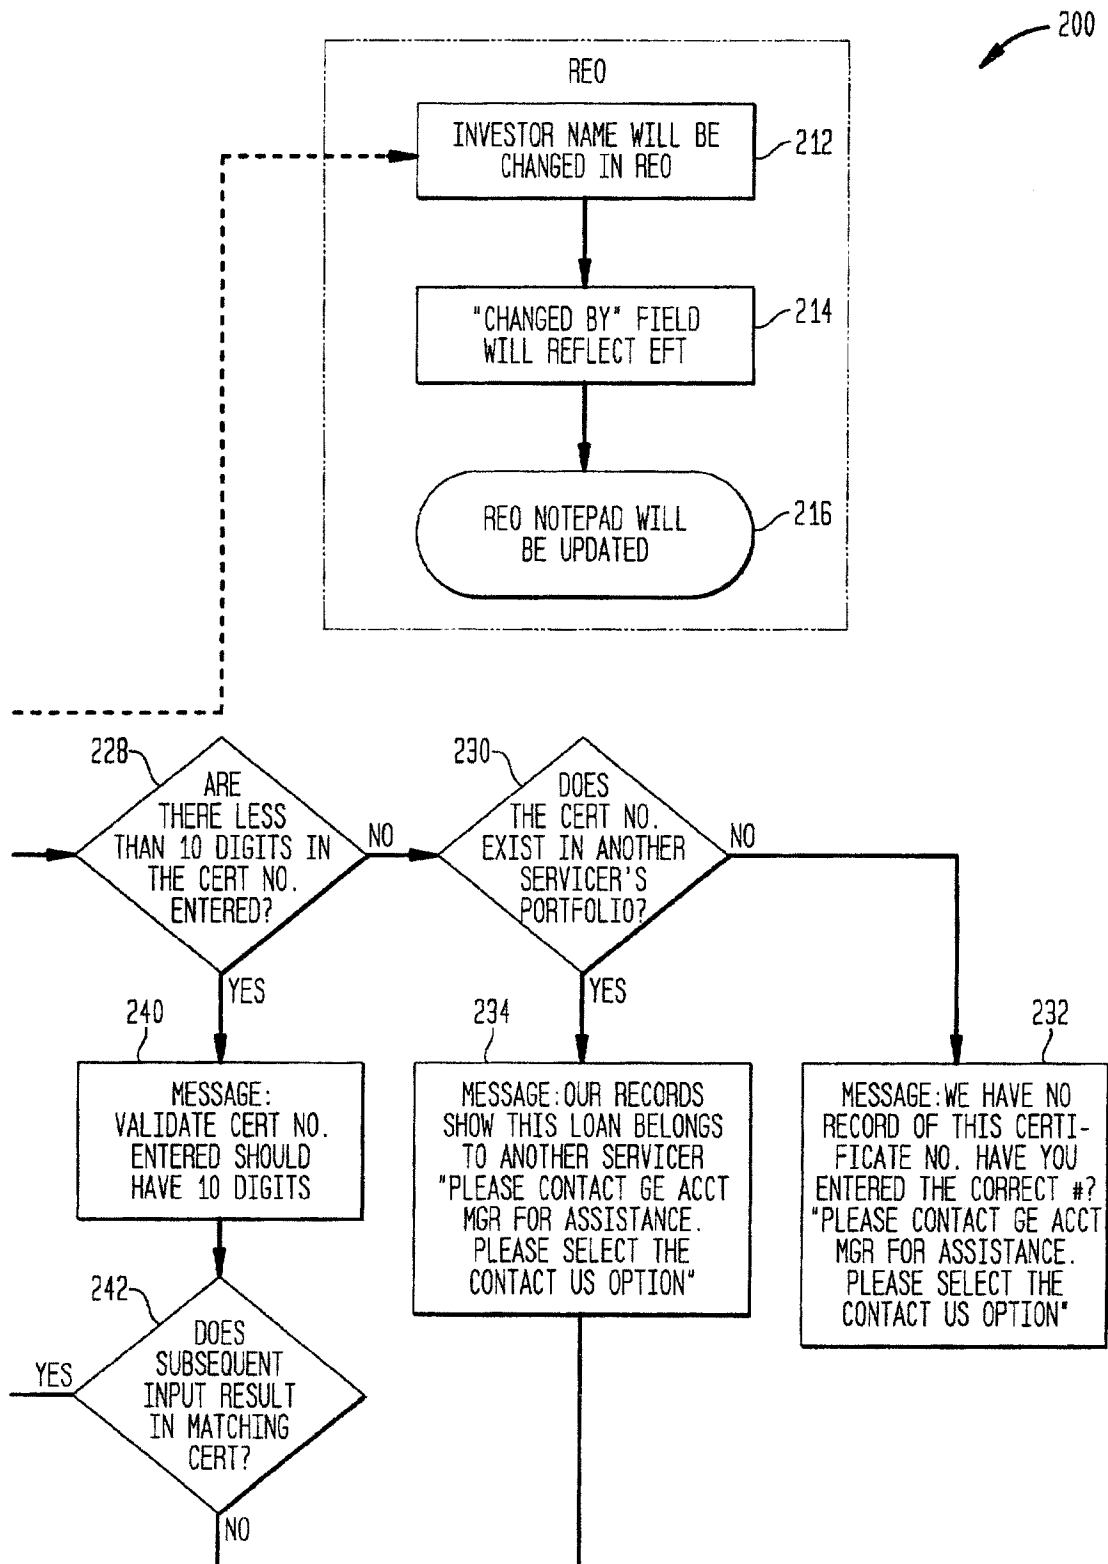 200
REO
INVESTOR NAME WILL BE
CHANGED IN REO
212
"CHANGED BY" FIELD
WILL REFLECT EFT
214
REO NOTEPAD WILL
BE UPDATED
216
228
ARE
THERE LESS
THAN 10 DIGITS IN
THE CERT NO.
ENTERED?
NO
YES
230
DOES
THE CERT NO.
EXIST IN ANOTHER
SERVICER'S
PORTFOLIO?
NO
YES
240
MESSAGE:
VALIDATE CERT NO.
ENTERED SHOULD
HAVE 10 DIGITS
234
MESSAGE:OUR RECORDS
SHOW THIS LOAN BELONGS
TO ANOTHER SERVICER
"PLEASE CONTACT GE ACCT
MGR FOR ASSISTANCE.
PLEASE SELECT THE
CONTACT US OPTION"
232
MESSAGE:WE HAVE NO
RECORD OF THIS CERTI-
FICATE NO. HAVE YOU
ENTERED THE CORRECT #?
"PLEASE CONTACT GE ACCT
MGR FOR ASSISTANCE.
PLEASE SELECT THE
CONTACT US OPTION"
242
DOES
SUBSEQUENT
INPUT RESULT
IN MATCHING
CERT?
YES
NO